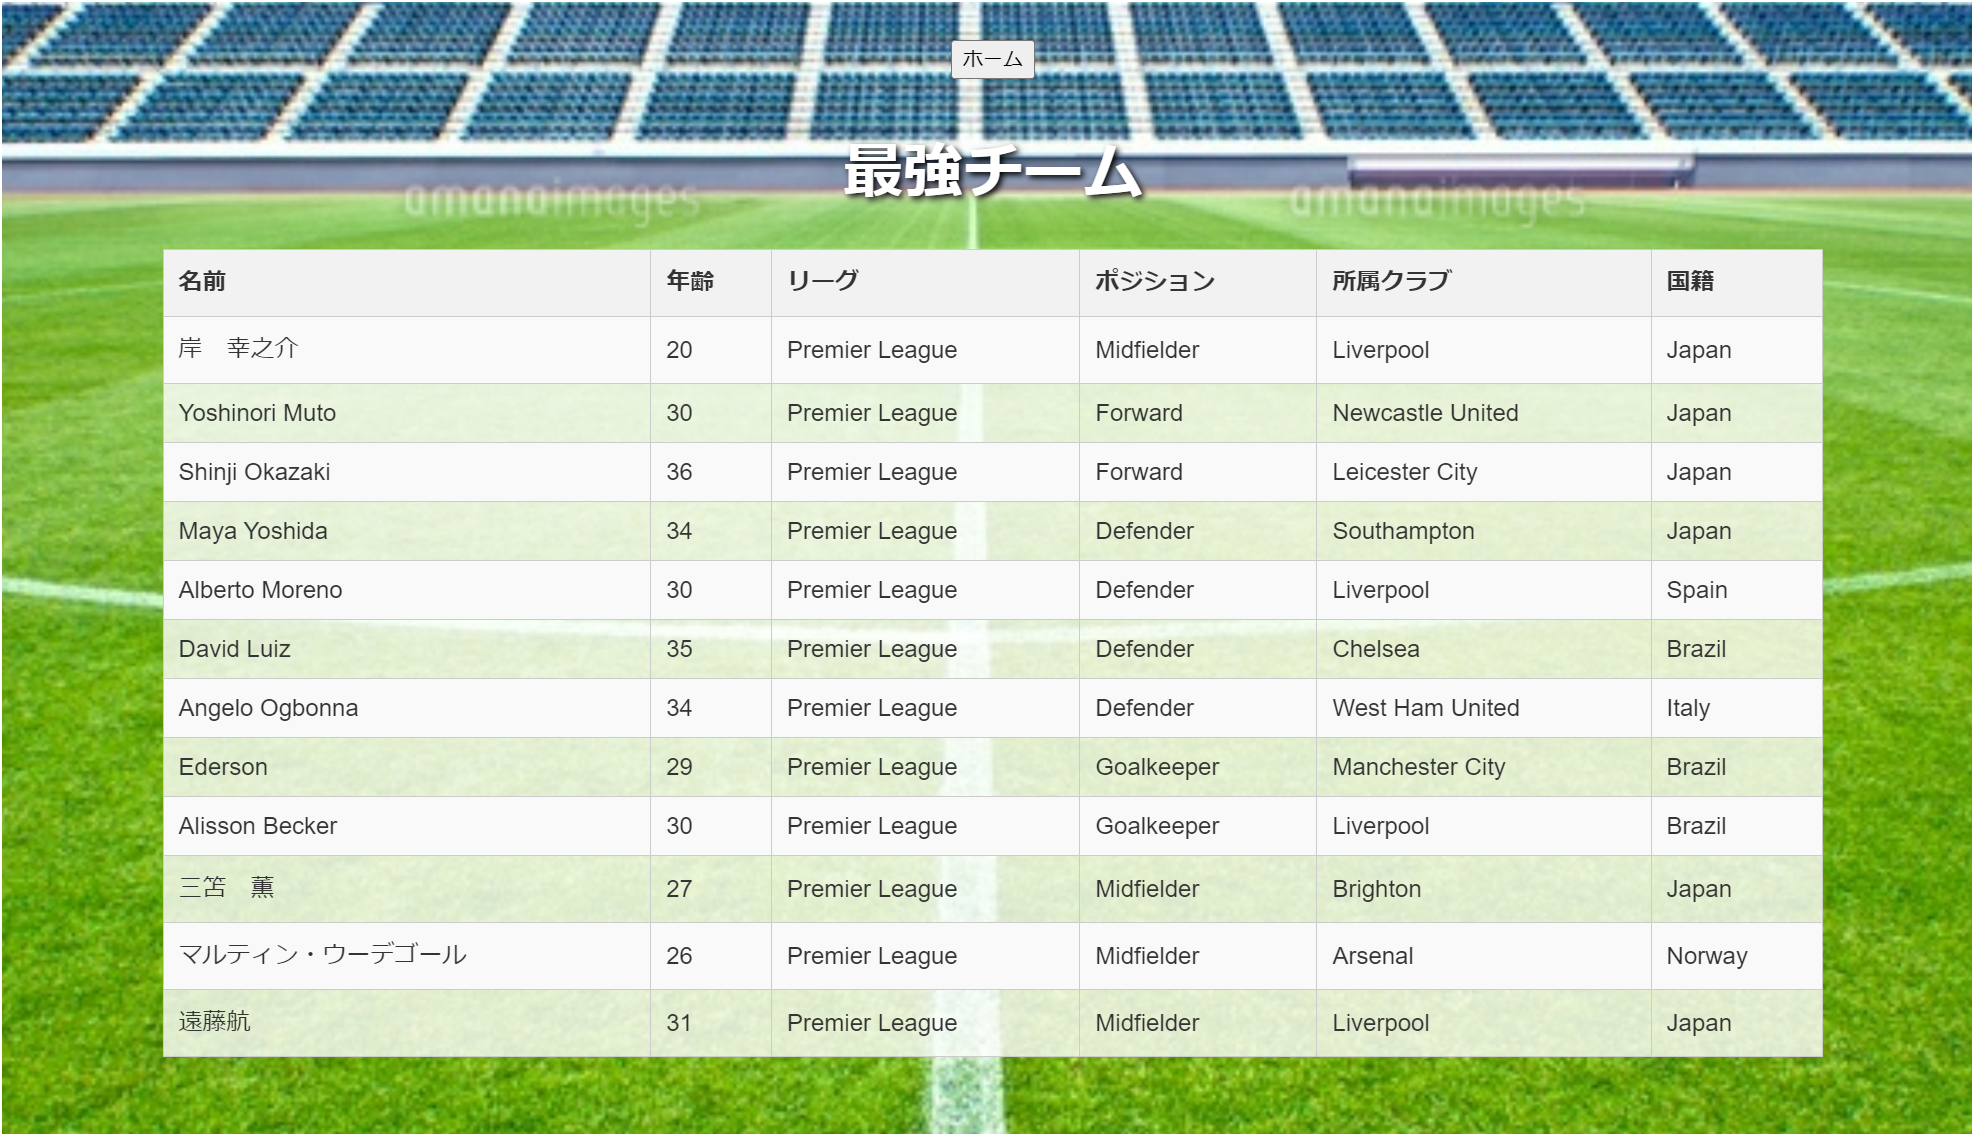 ホーム
最強チーム
amanaimages amanaimages
名前 年齢 リーグ ポジション 所属クラブ 国籍
岸　幸之介 20 Premier League Midfielder Liverpool Japan
Yoshinori Muto 30 Premier League Forward Newcastle United Japan
Shinji Okazaki 36 Premier League Forward Leicester City Japan
Maya Yoshida 34 Premier League Defender Southampton Japan
Alberto Moreno 30 Premier League Defender Liverpool Spain
David Luiz 35 Premier League Defender Chelsea Brazil
Angelo Ogbonna 34 Premier League Defender West Ham United Italy
Ederson 29 Premier League Goalkeeper Manchester City Brazil
Alisson Becker 30 Premier League Goalkeeper Liverpool Brazil
三笘　薫 27 Premier League Midfielder Brighton Japan
マルティン・ウーデゴール 26 Premier League Midfielder Arsenal Norway
遠藤航 31 Premier League Midfielder Liverpool Japan